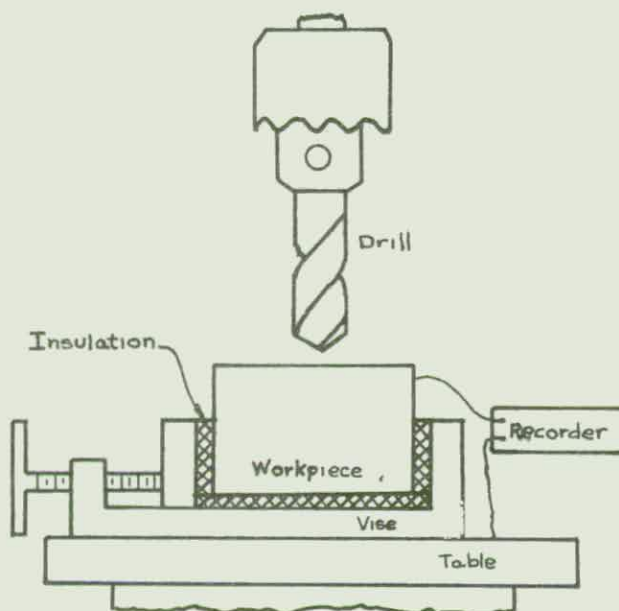 Drill
Insulation
Recorder
Workpiece
Vise
Table